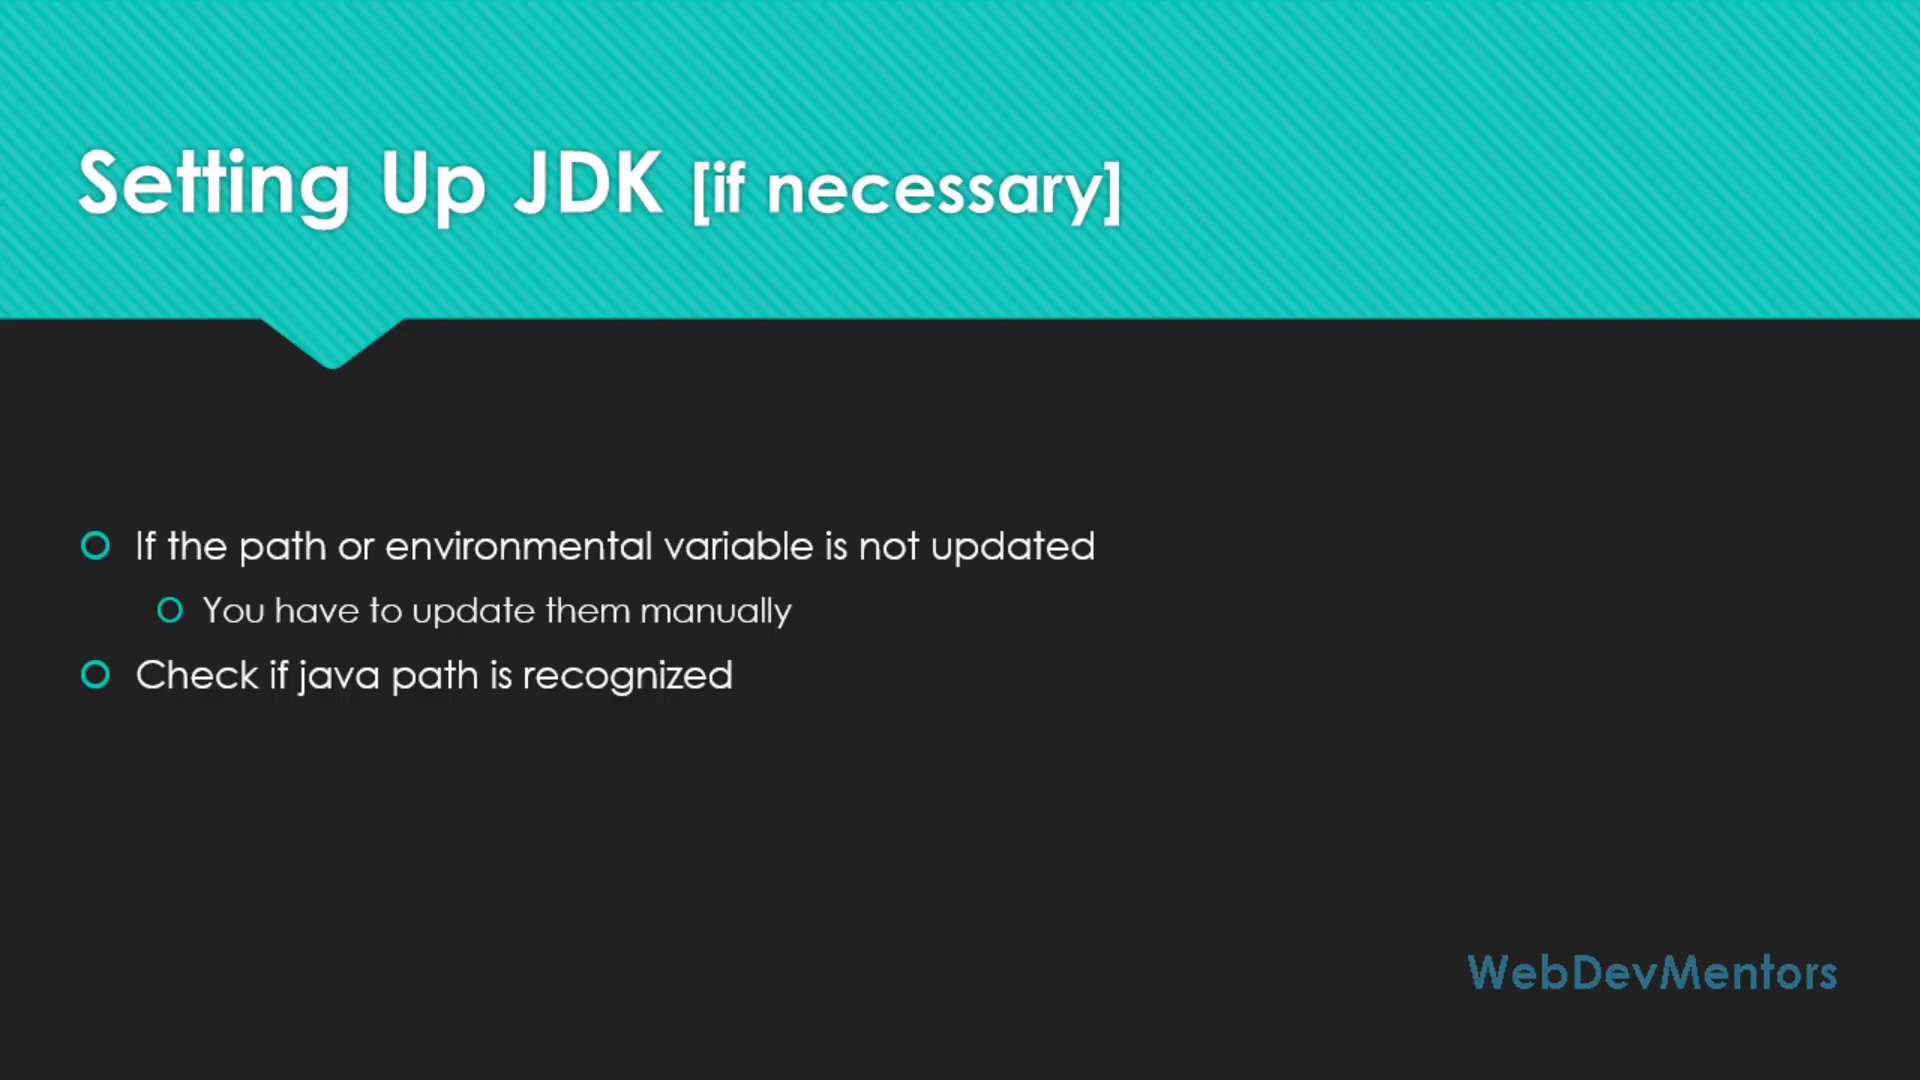 Setting Up JDK [if necessary]
If the path or environmental variable is not updated
You have to update them manually
Check if java path is recognized
WebDevMentors